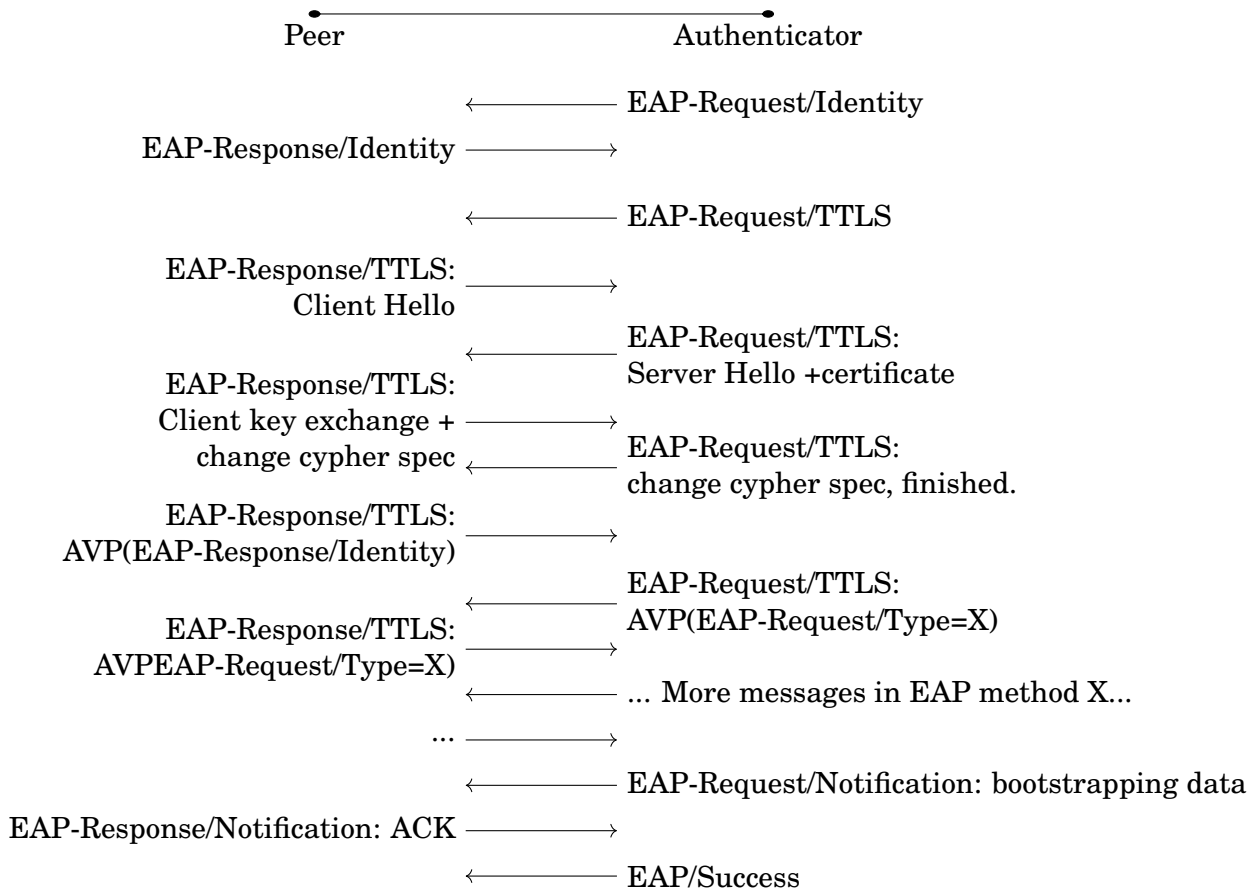 Peer
Authenticator
EAP-Request/Identity
EAP-Response/Identity
EAP-Request/TTLS
EAP-Response/TTLS:
Client Hello
EAP-Request/TTLS:
Server Hello +certificate
EAP-Response/TTLS:
Client key exchange +
change cypher spec
EAP-Request/TTLS:
change cypher spec, finished.
EAP-Response/TTLS:
AVP(EAP-Response/Identity)
EAP-Request/TTLS:
AVP(EAP-Request/Type=X)
EAP-Response/TTLS:
AVPEAP-Request/Type=X)
... More messages in EAP method X...
...
EAP-Request/Notification: bootstrapping data
EAP-Response/Notification: ACK
EAP/Success